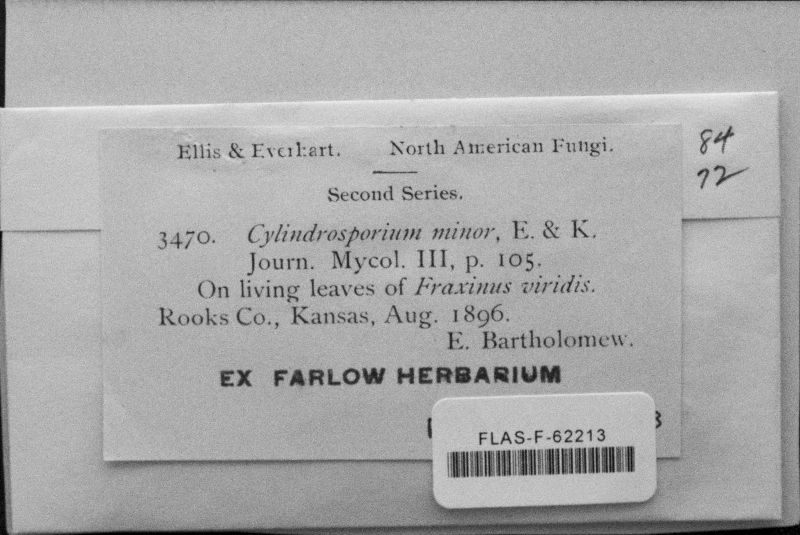 Ellis & Everhart. North American Fungi.
Second Series.
3470. Cylindrosporium minor, E. & K.
Journ. Mycol. III, p. 105.
On living leaves of Fraxinus viridis.
Rooks Co., Kansas, Aug. 1896.
E. Bartholomew.
EX FARLOW HERBARIUM
FLAS-F-62213
84
72